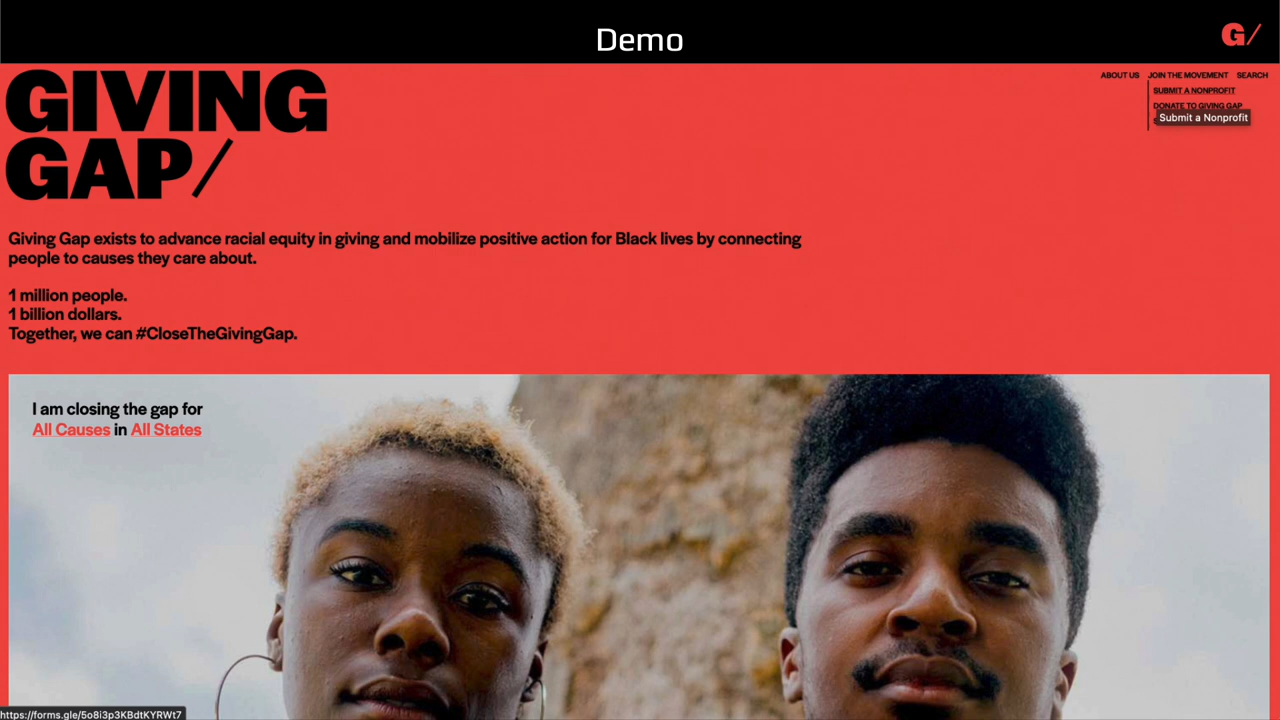 Demo
G/
GIVING
GAP/
ABOUT US JOIN THE MOVEMENT SEARCH
SUBMIT A NONPROFIT
DONATE TO GIVING GAP
Submit a Nonprofit
Giving Gap exists to advance racial equity in giving and mobilize positive action for Black lives by connecting
people to causes they care about.
1 million people.
1 billion dollars.
Together, we can #CloseTheGivingGap.
I am closing the gap for
All Causes in All States
https://forms.gle/5o8i3p3KBdtKYRWt7